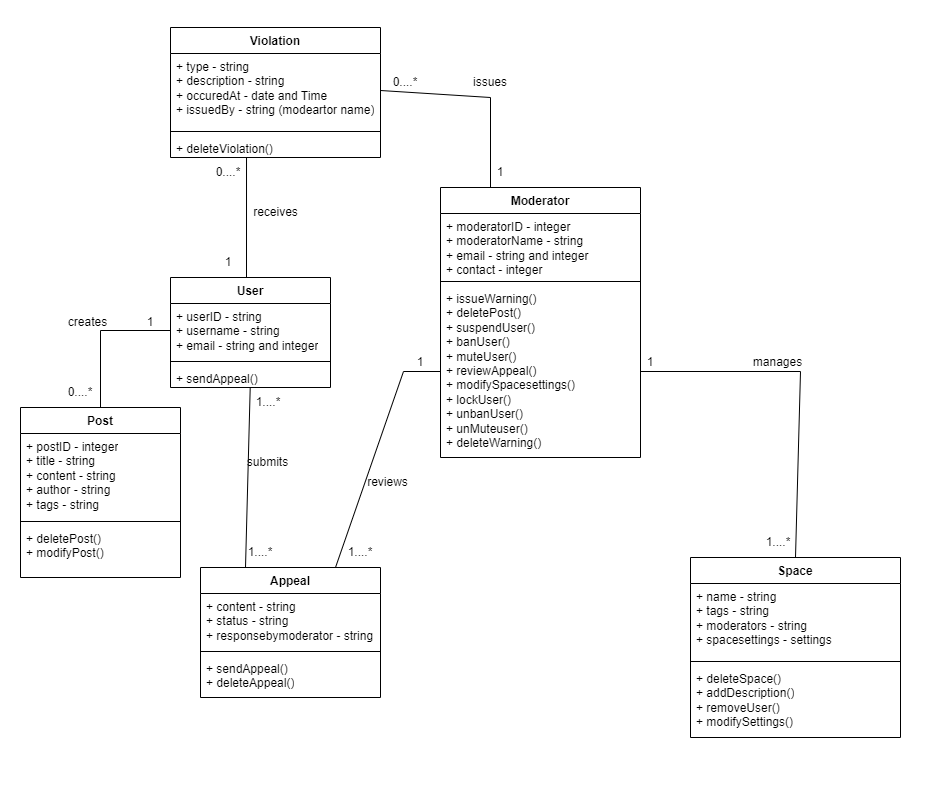 Violation
+ type - string
+ description - string
+ occuredAt - date and Time
+ issuedBy - string (modeartor name)
+ deleteViolation()
0....*
issues
1
0....*
receives
1
Moderator
+ moderatorID - integer
+ moderatorName - string
+ email - string and integer
+ contact - integer
+ issueWarning()
+ deletePost()
+ suspendUser()
+ banUser()
+ muteUser()
+ reviewAppeal()
+ modifySpacesettings()
+ lockUser()
+ unbanUser()
+ unMuteuser()
+ deleteWarning()
User
+ userID - string
+ username - string
+ email - string and integer
+ sendAppeal()
creates
1
0....*
Post
+ postID - integer
+ title - string
+ content - string
+ author - string
+ tags - string
+ deletePost()
+ modifyPost()
1....*
submits
1....*
1
reviews
1....*
1
manages
1....*
Appeal
+ content - string
+ status - string
+ responsebymoderator - string
+ sendAppeal()
+ deleteAppeal()
Space
+ name - string
+ tags - string
+ moderators - string
+ spacesettings - settings
+ deleteSpace()
+ addDescription()
+ removeUser()
+ modifySettings()